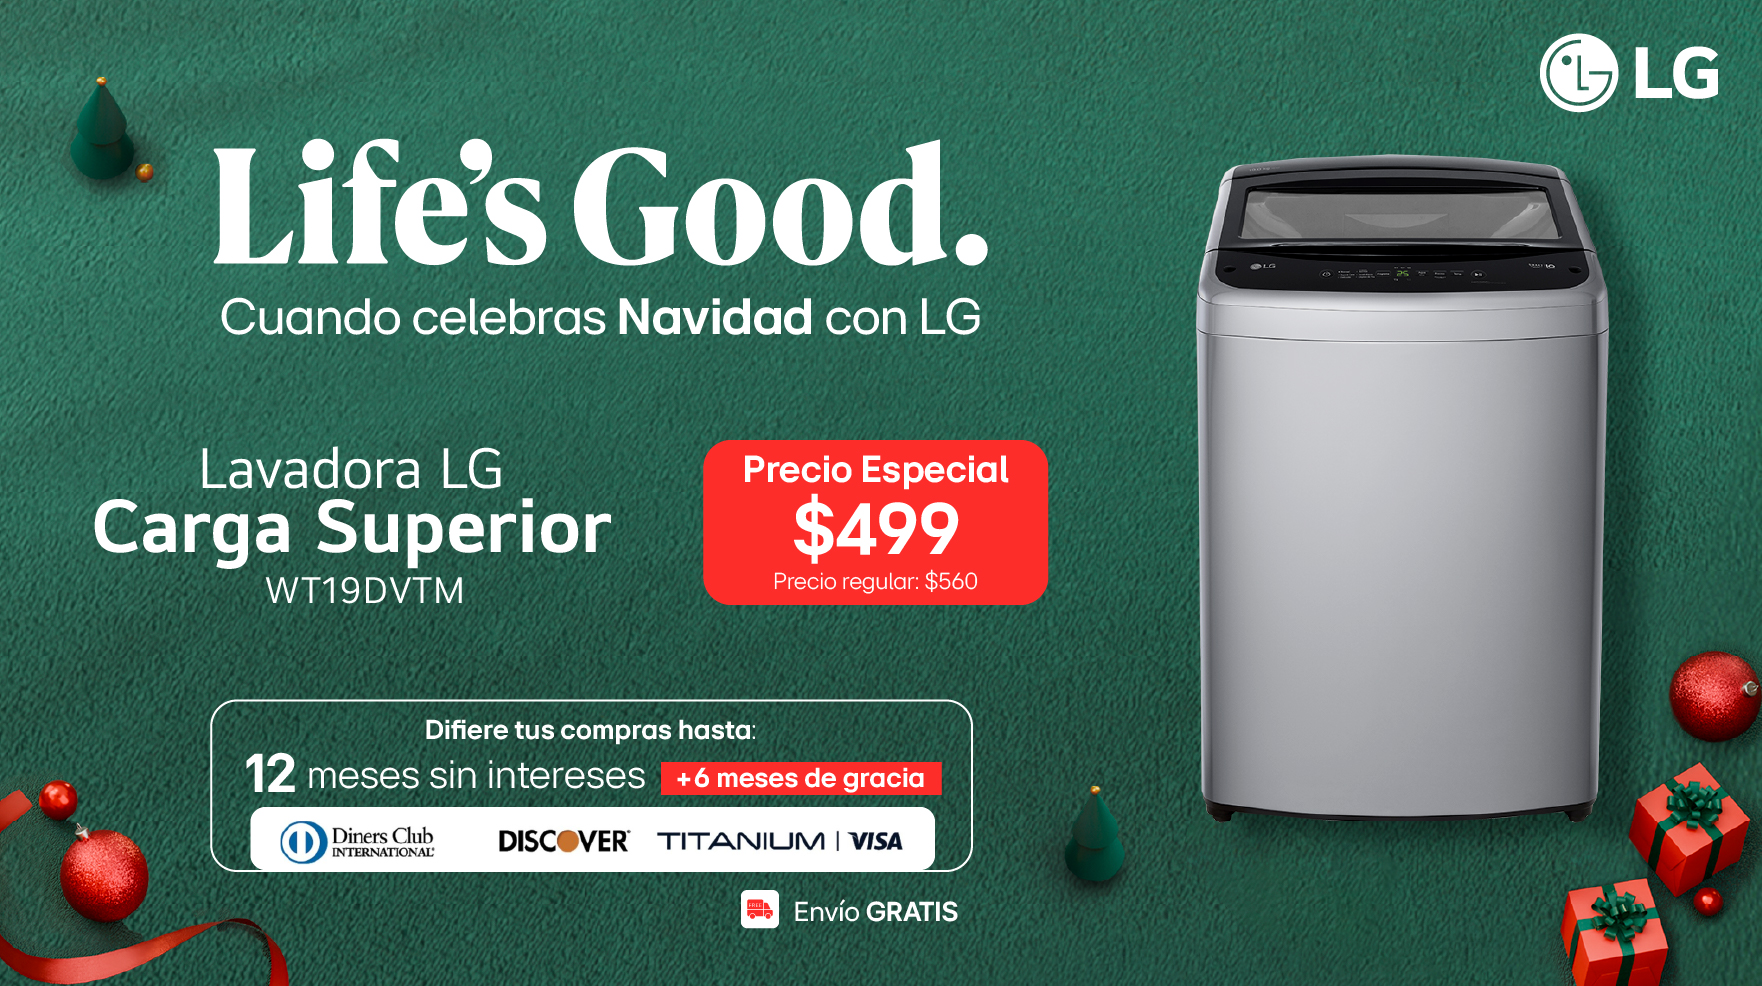 LG
Life's Good.
Cuando celebras Navidad con LG
Lavadora LG
Carga Superior
WT19DVTM
Precio Especial
$499
Precio regular: $560
LG
Difiere tus compras hasta:
12 meses sin intereses +6 meses de gracia
Diners Club
INTERNATIONAL
DISCOVER
TITANIUM | VISA
FREE
Envío GRATIS